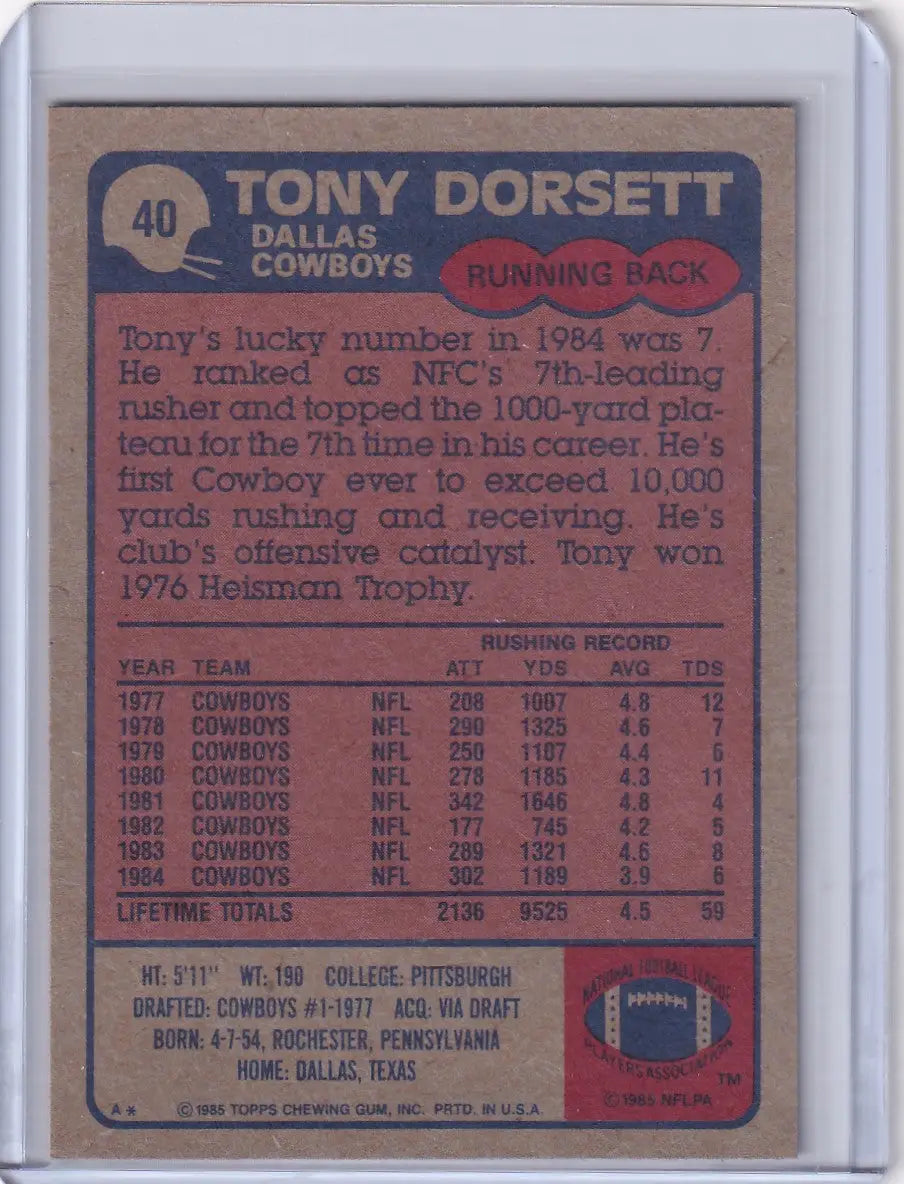 40
TONY DORSETT
DALLAS
COWBOYS
RUNNING BACK
Tony's lucky number in 1984 was 7.
He ranked as NFC's 7th-leading
rusher and topped the 1000-yard pla-
teau for the 7th time in his career. He's
first Cowboy ever to exceed 10,000
yards rushing and receiving. He's
club's offensive catalyst. Tony won
1976 Heisman Trophy.
RUSHING RECORD
YEAR TEAM ATT YDS AVG TDS
1977 COWBOYS NFL 208 1007 4.8 12
1978 COWBOYS NFL 290 1325 4.6 7
1979 COWBOYS NFL 250 1107 4.4 6
1980 COWBOYS NFL 278 1185 4.3 11
1981 COWBOYS NFL 342 1646 4.8 4
1982 COWBOYS NFL 177 745 4.2 5
1983 COWBOYS NFL 289 1321 4.6 8
1984 COWBOYS NFL 302 1189 3.9 6
LIFETIME TOTALS 2136 9525 4.5 59
HT: 5'11" WT: 190 COLLEGE: PITTSBURGH
DRAFTED: COWBOYS #1-1977 ACQ: VIA DRAFT
BORN: 4-7-54, ROCHESTER, PENNSYLVANIA
HOME: DALLAS, TEXAS
A * © 1985 TOPPS CHEWING GUM, INC. PRTD. IN U.S.A.
NATIONAL FOOTBALL LEAGUE
PLAYERS ASSOCIATION
TM
© 1985 NFLPA